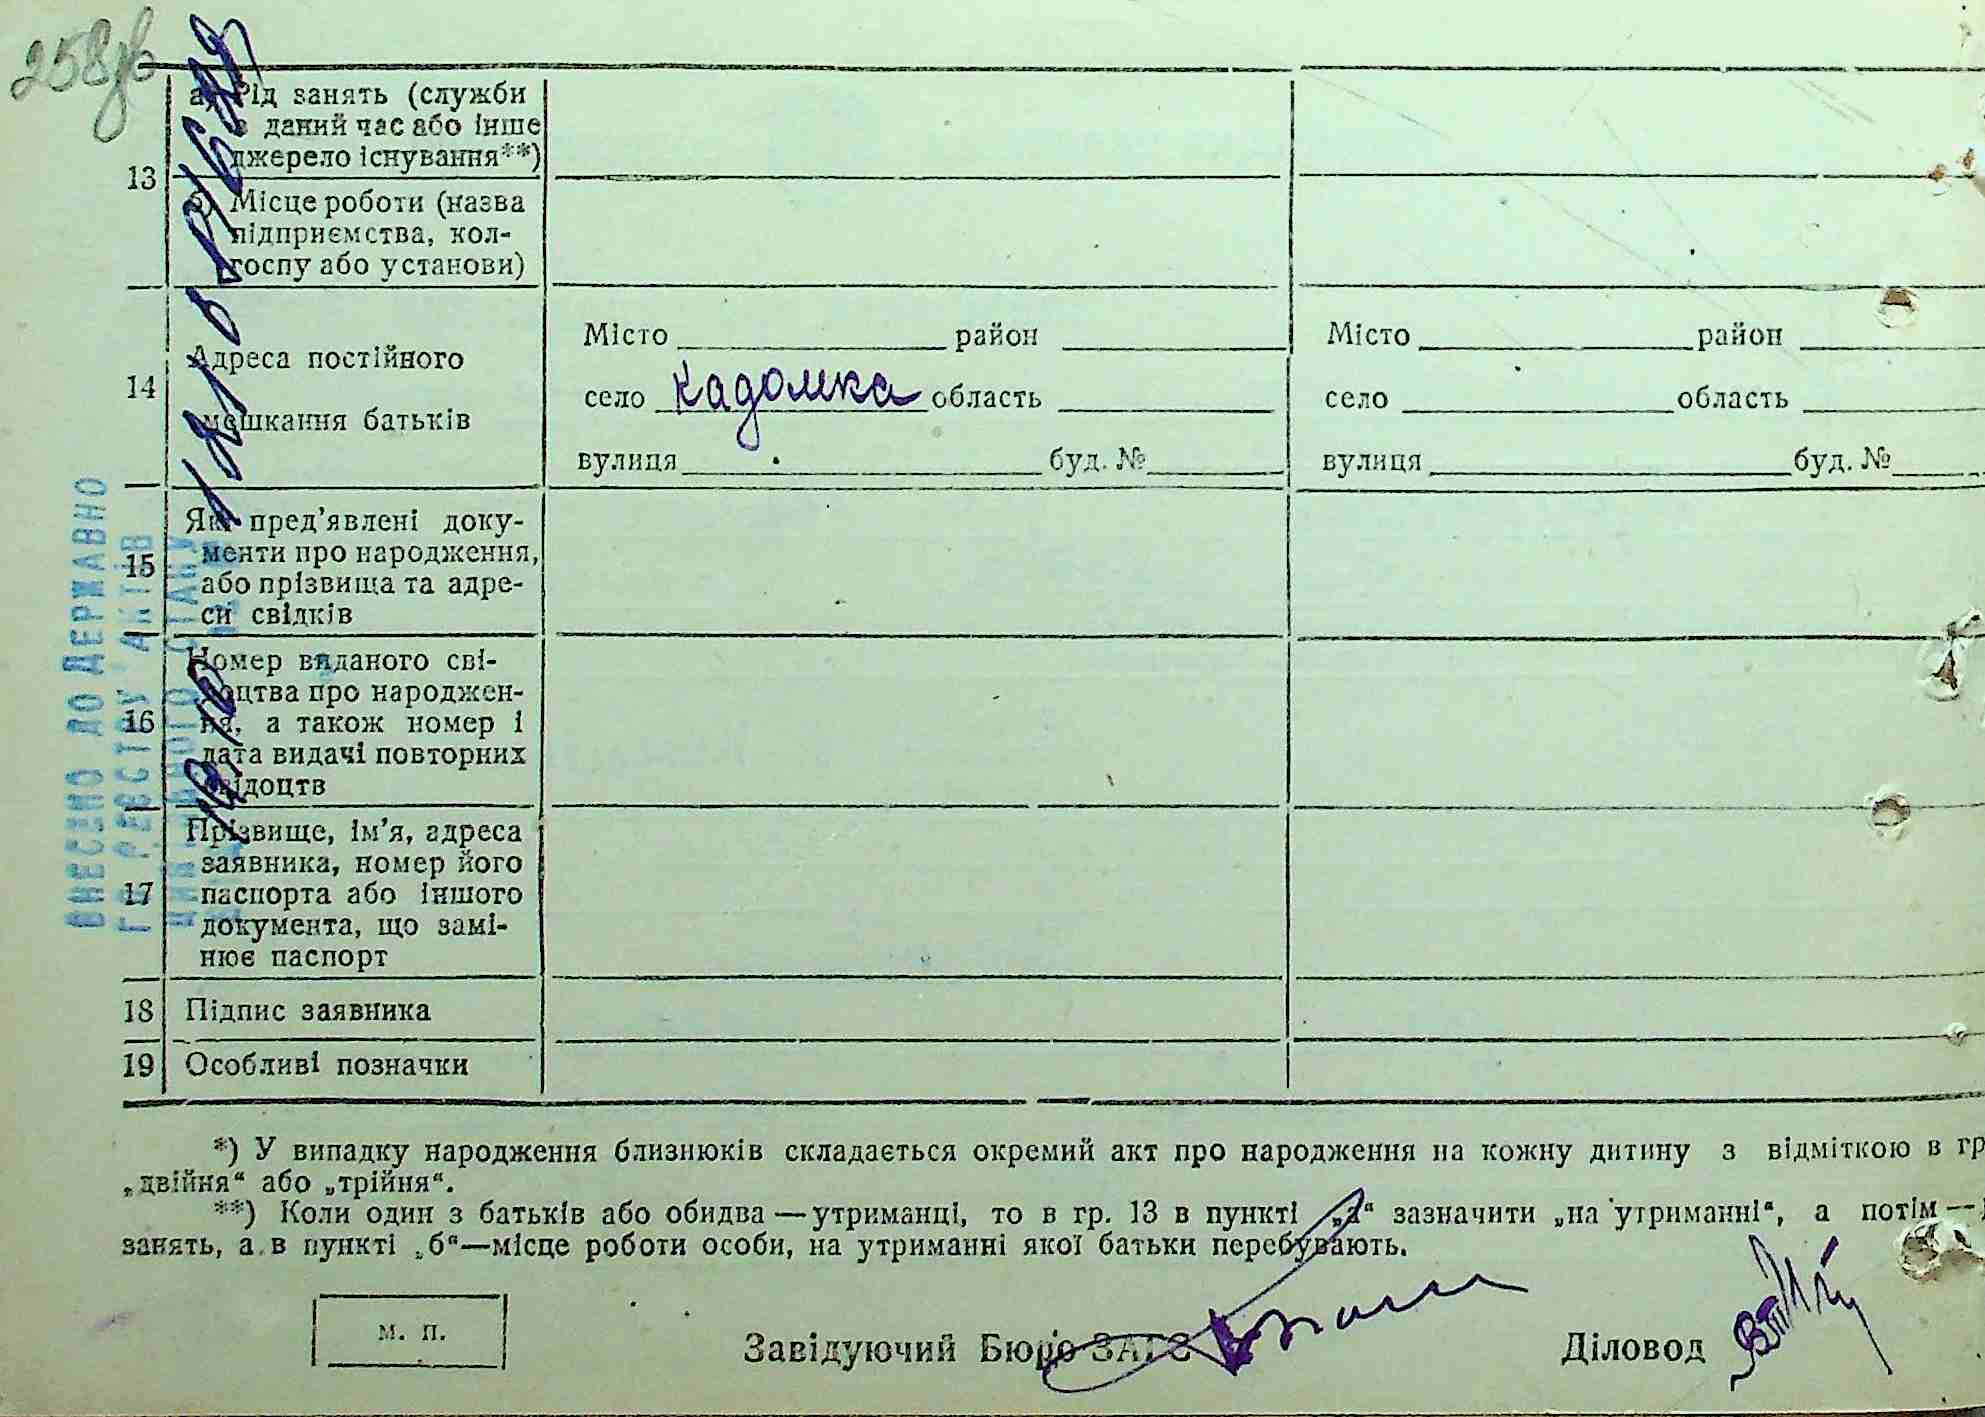 258зв
13
а) Рід занять (служби
в даний час або інше
джерело існування**)
б) Місце роботи (назва
підприємства, кол-
госпу або установи)
14
Адреса постійного
мешкання батьків
Місто район
село Кадомка область
вулиця буд. №
Місто район
село область
вулиця буд. №
15
Які пред’явлені доку-
менти про народження,
або прізвища та адре-
си свідків
16
Номер виданого сві-
доцтва про народжен-
ня, а також номер і
дата видачі повторних
свідоцтв
17
Прізвище, ім’я, адреса
заявника, номер його
паспорта або іншого
документа, що замі-
нює паспорт
18 Підпис заявника
19 Особливі позначки
ВНЕСЕНО ДО ДЕРЖАВНО
ГО РЕЄСТРУ АКТІВ
*) У випадку народження близнюків складається окремий акт про народження на кожну дитину з відміткою в гр
„двійня“ або „трійня“.
**) Коли один з батьків або обидва — утриманці, то в гр. 13 в пункті „а“ зазначити „на утриманні“, а потім —
занять, а в пункті „б“—місце роботи особи, на утриманні якої батьки перебувають.
м. п.
Завідуючий Бюро ЗАГС
Діловод